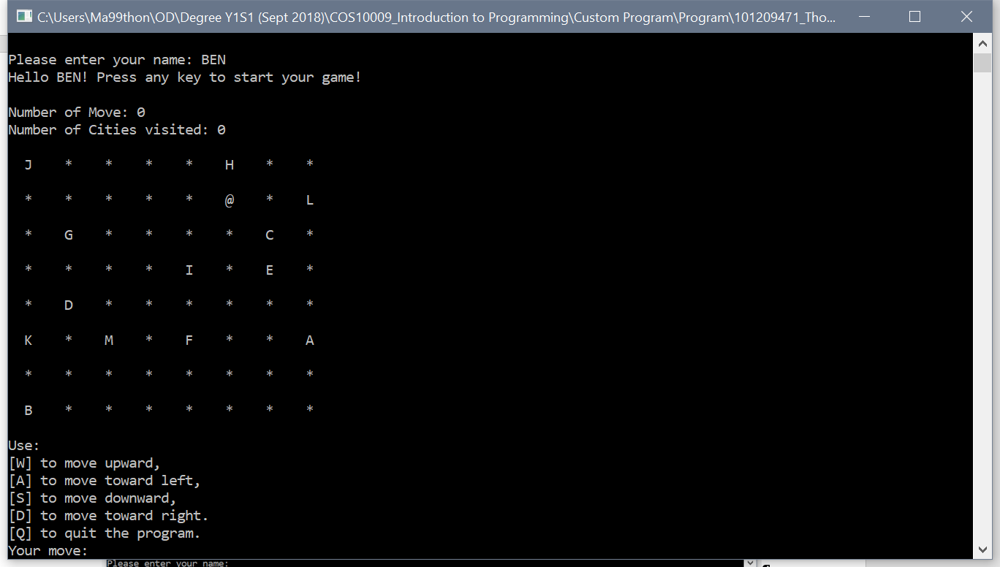 C:\Users\Ma99thon\OD\Degree Y1S1 (Sept 2018)\COS10009_Introduction to Programming\Custom Program\Program\101209471_Tho...
Please enter your name: BEN
Hello BEN! Press any key to start your game!
Number of Move: 0
Number of Cities visited: 0
J * * * * H * *
* * * * * @ * L
* G * * * * C *
* * * * I * E *
* D * * * * * *
K * M * F * * A
* * * * * * * *
B * * * * * * *
Use:
[W] to move upward,
[A] to move toward left,
[S] to move downward,
[D] to move toward right.
[Q] to quit the program.
Your move:
Please enter your name: